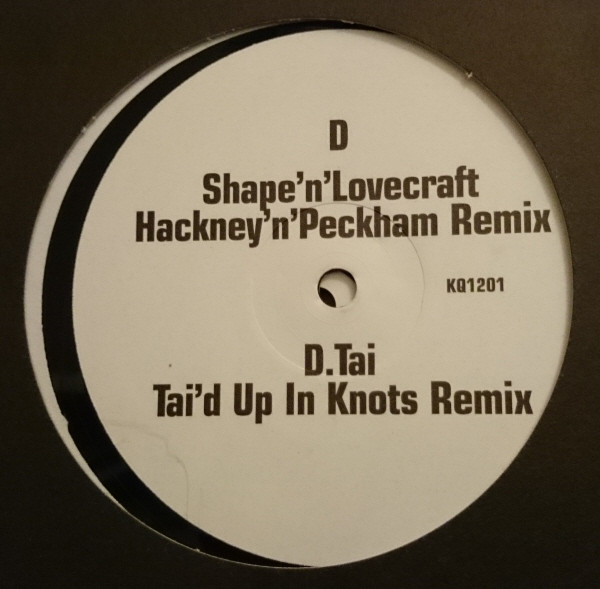 D
Shape'n'Lovecraft
Hackney'n'Peckham Remix
KQ1201
D.Tai
Tai'd Up In Knots Remix